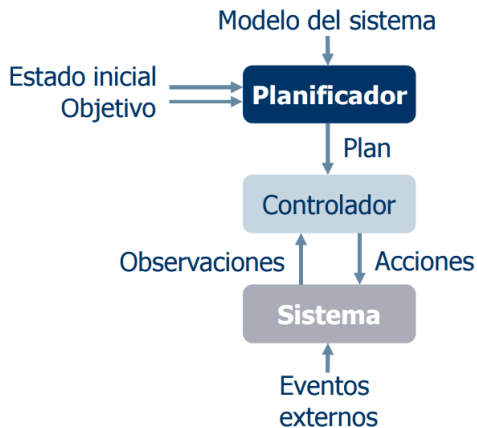 Modelo del sistema
Estado inicial
Objetivo
Planificador
Plan
Controlador
Observaciones
Acciones
Sistema
Eventos
externos